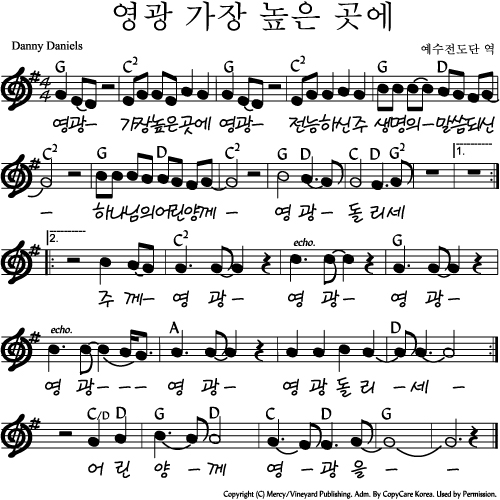 영광 가장 높은 곳에
Danny Daniels
예수전도단 역
G C² G C² G D
영광- 가장높은곳에 영광- 전능하신주 생명의-말씀되신
C² G D C² G D C D G² 1.
- 하나님의어린양께- 영 광- 돌리세
2. C² echo. G
주 께- 영 광- 영 광- 영 광-
echo. A D
영 광--- 영 광- 영 광 돌 리 -세 -
C/D D G D C D G
어 린 양- 께 영 -광 을--
Copyright (C) Mercy/Vineyard Publishing. Adm. By CopyCare Korea. Used by Permission.